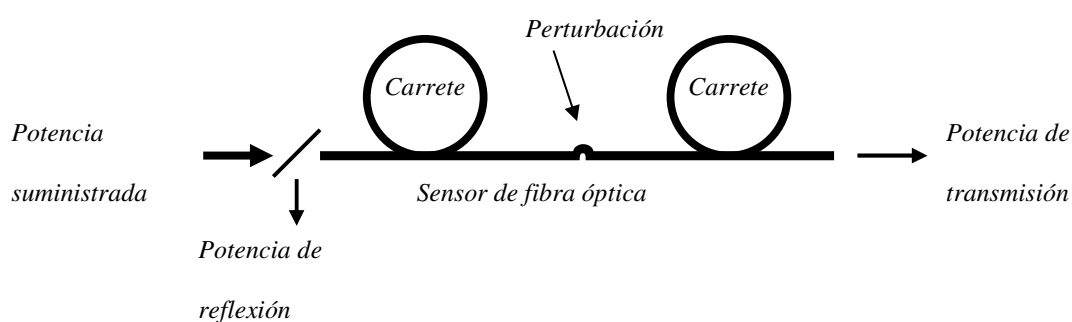 Perturbación
Carrete
Carrete
Potencia
suministrada
Potencia de
transmisión
Sensor de fibra óptica
Potencia de
reflexión